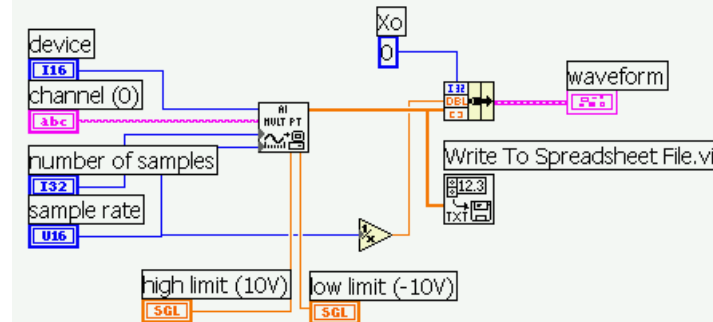 device
I16
channel (0)
abc
number of samples
I32
sample rate
U16
AI
MULT PT
Xo
0
I32
DBL
[ ]
waveform
Write To Spreadsheet File.vi
12.3
TXT
1/x
high limit (10V)
SGL
low limit (-10V)
SGL